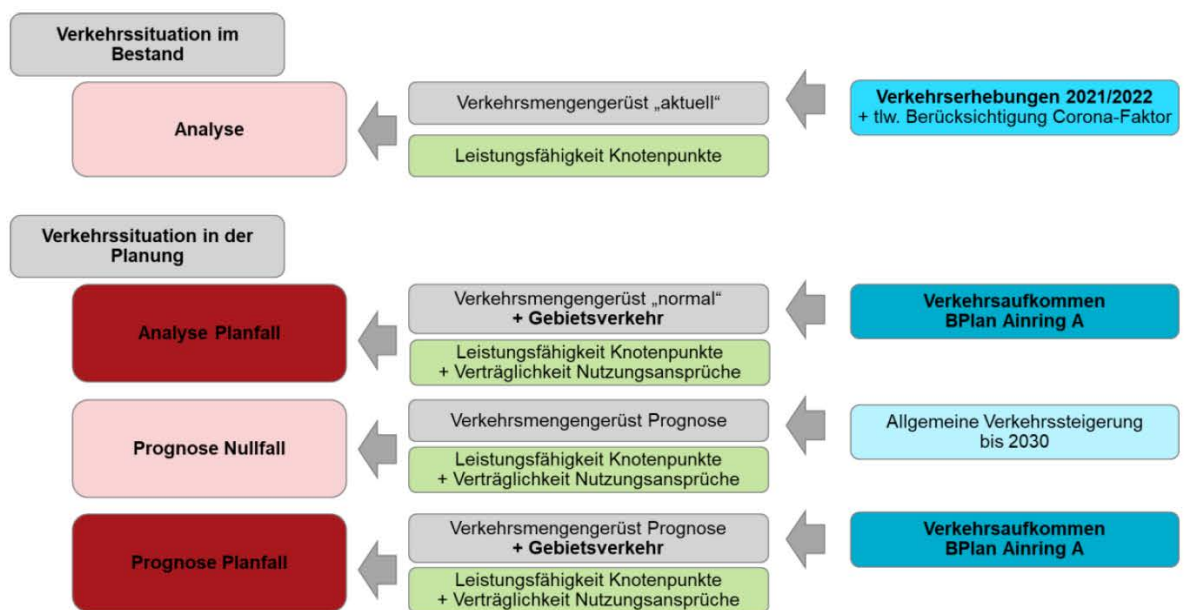 Verkehrssituation im
Bestand
Analyse
Verkehrsmengengerüst „aktuell“
Leistungsfähigkeit Knotenpunkte
Verkehrserhebungen 2021/2022
+ tlw. Berücksichtigung Corona-Faktor
Verkehrssituation in der
Planung
Analyse Planfall
Verkehrsmengengerüst „normal“
+ Gebietsverkehr
Leistungsfähigkeit Knotenpunkte
+ Verträglichkeit Nutzungsansprüche
Verkehrsaufkommen
BPlan Ainring A
Prognose Nullfall
Verkehrsmengengerüst Prognose
Leistungsfähigkeit Knotenpunkte
+ Verträglichkeit Nutzungsansprüche
Allgemeine Verkehrssteigerung
bis 2030
Prognose Planfall
Verkehrsmengengerüst Prognose
+ Gebietsverkehr
Leistungsfähigkeit Knotenpunkte
+ Verträglichkeit Nutzungsansprüche
Verkehrsaufkommen
BPlan Ainring A